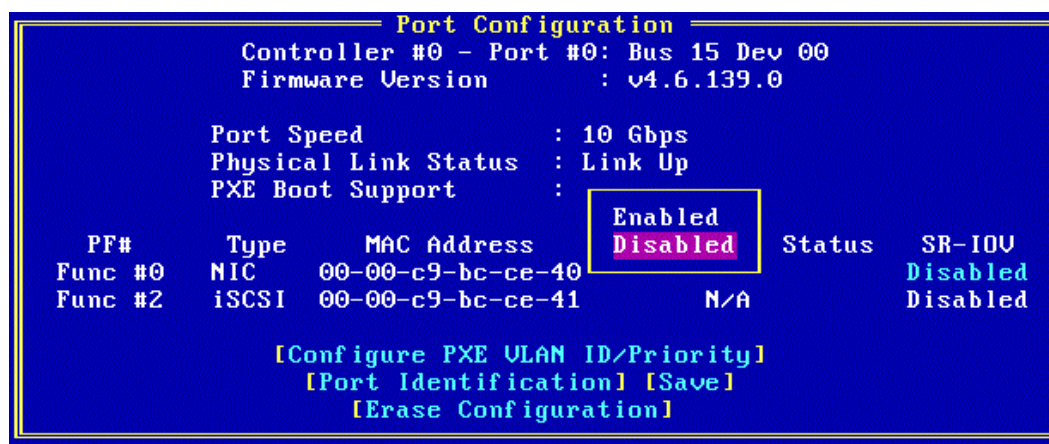 Port Configuration
Controller #0 - Port #0: Bus 15 Dev 00
Firmware Version : v4.6.139.0
Port Speed : 10 Gbps
Physical Link Status : Link Up
PXE Boot Support :
Enabled
PF# Type MAC Address Disabled Status SR-IOV
Func #0 NIC 00-00-c9-bc-ce-40 Disabled
Func #2 iSCSI 00-00-c9-bc-ce-41 N/A Disabled
[Configure PXE VLAN ID/Priority]
[Port Identification] [Save]
[Erase Configuration]